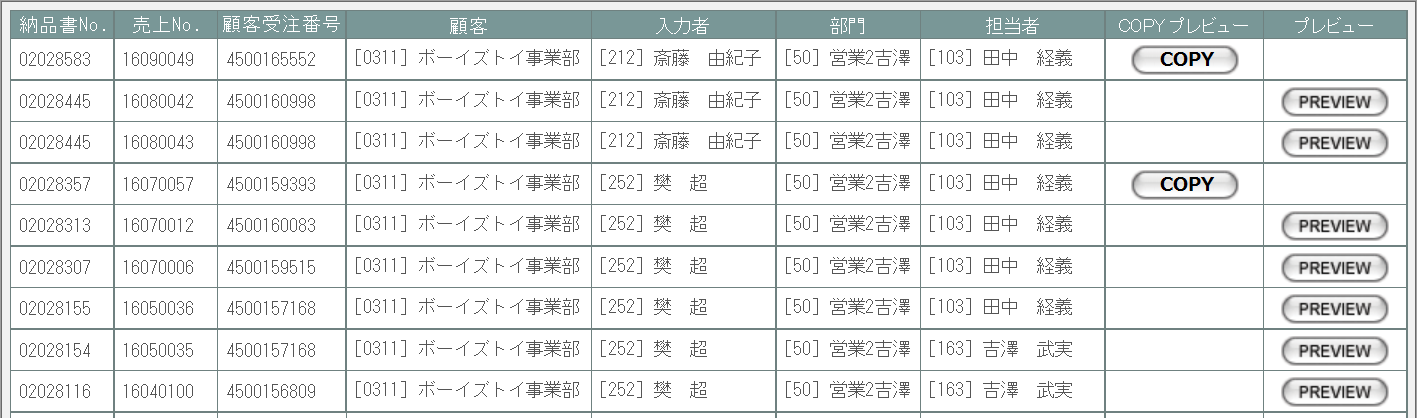 納品書No. 売上No. 顧客受注番号 顧客 入力者 部門 担当者 COPYプレビュー プレビュー
02028583 16090049 4500165552 [0311] ボーイズトイ事業部 [212] 斎藤　由紀子 [50] 営業2吉澤 [103] 田中　経義 COPY
02028445 16080042 4500160998 [0311] ボーイズトイ事業部 [212] 斎藤　由紀子 [50] 営業2吉澤 [103] 田中　経義 PREVIEW
02028445 16080043 4500160998 [0311] ボーイズトイ事業部 [212] 斎藤　由紀子 [50] 営業2吉澤 [103] 田中　経義 PREVIEW
02028357 16070057 4500159393 [0311] ボーイズトイ事業部 [252] 樊　超 [50] 営業2吉澤 [103] 田中　経義 COPY
02028313 16070012 4500160083 [0311] ボーイズトイ事業部 [252] 樊　超 [50] 営業2吉澤 [103] 田中　経義 PREVIEW
02028307 16070006 4500159515 [0311] ボーイズトイ事業部 [252] 樊　超 [50] 営業2吉澤 [103] 田中　経義 PREVIEW
02028155 16050036 4500157168 [0311] ボーイズトイ事業部 [252] 樊　超 [50] 営業2吉澤 [103] 田中　経義 PREVIEW
02028154 16050035 4500157168 [0311] ボーイズトイ事業部 [252] 樊　超 [50] 営業2吉澤 [163] 吉澤　武実 PREVIEW
02028116 16040100 4500156809 [0311] ボーイズトイ事業部 [252] 樊　超 [50] 営業2吉澤 [163] 吉澤　武実 PREVIEW